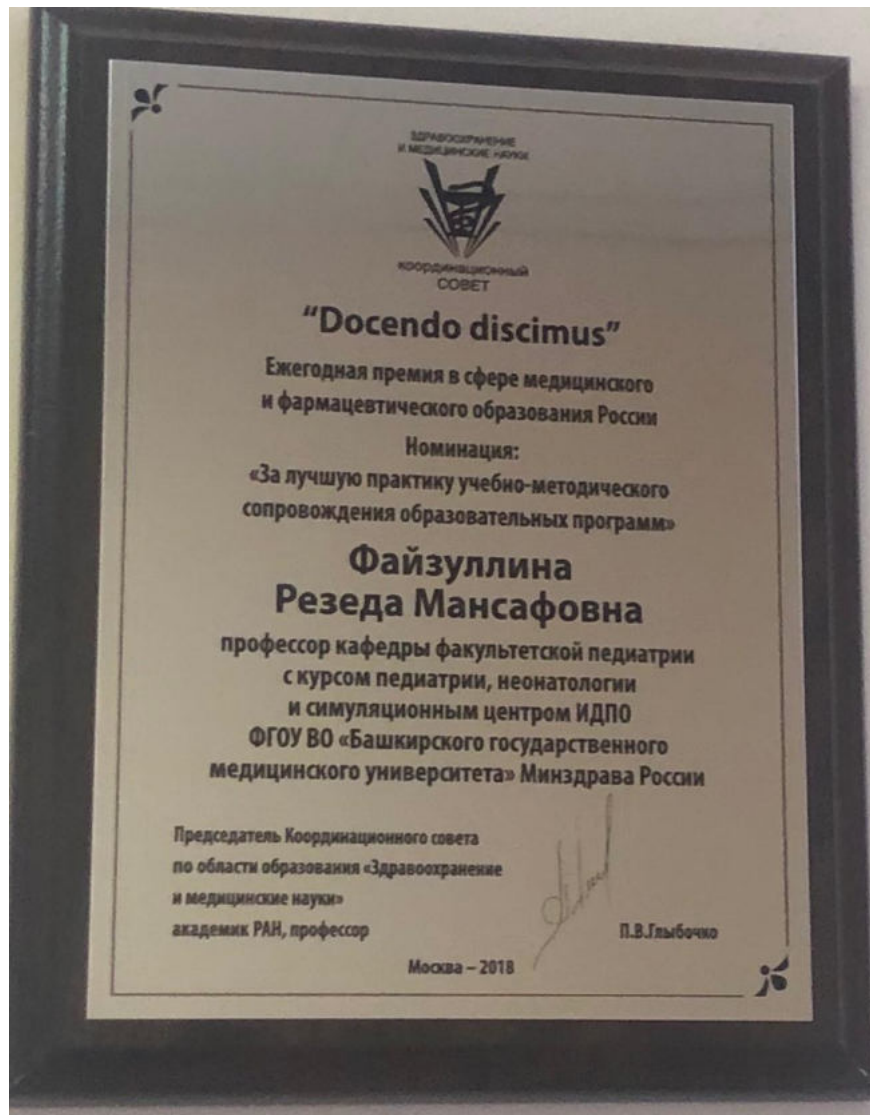 ЗДРАВООХРАНЕНИЕ
И МЕДИЦИНСКИЕ НАУКИ
КООРДИНАЦИОННЫЙ
СОВЕТ
“Docendo discimus”
Ежегодная премия в сфере медицинского
и фармацевтического образования России
Номинация:
«За лучшую практику учебно-методического
сопровождения образовательных программ»
Файзуллина
Резеда Мансафовна
профессор кафедры факультетской педиатрии
с курсом педиатрии, неонатологии
и симуляционным центром ИДПО
ФГОУ ВО «Башкирского государственного
медицинского университета» Минздрава России
Председатель Координационного совета
по области образования «Здравоохранение
и медицинские науки»
академик РАН, профессор П.В.Глыбочко
Москва – 2018